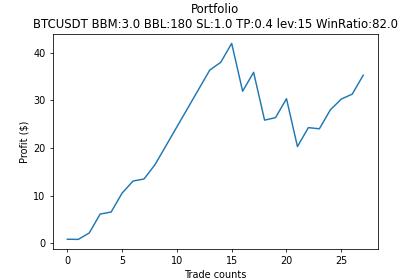 Portfolio
BTCUSDT BBM:3.0 BBL:180 SL:1.0 TP:0.4 lev:15 WinRatio:82.0
40
30
20
10
0
Profit ($)
0 5 10 15 20 25
Trade counts